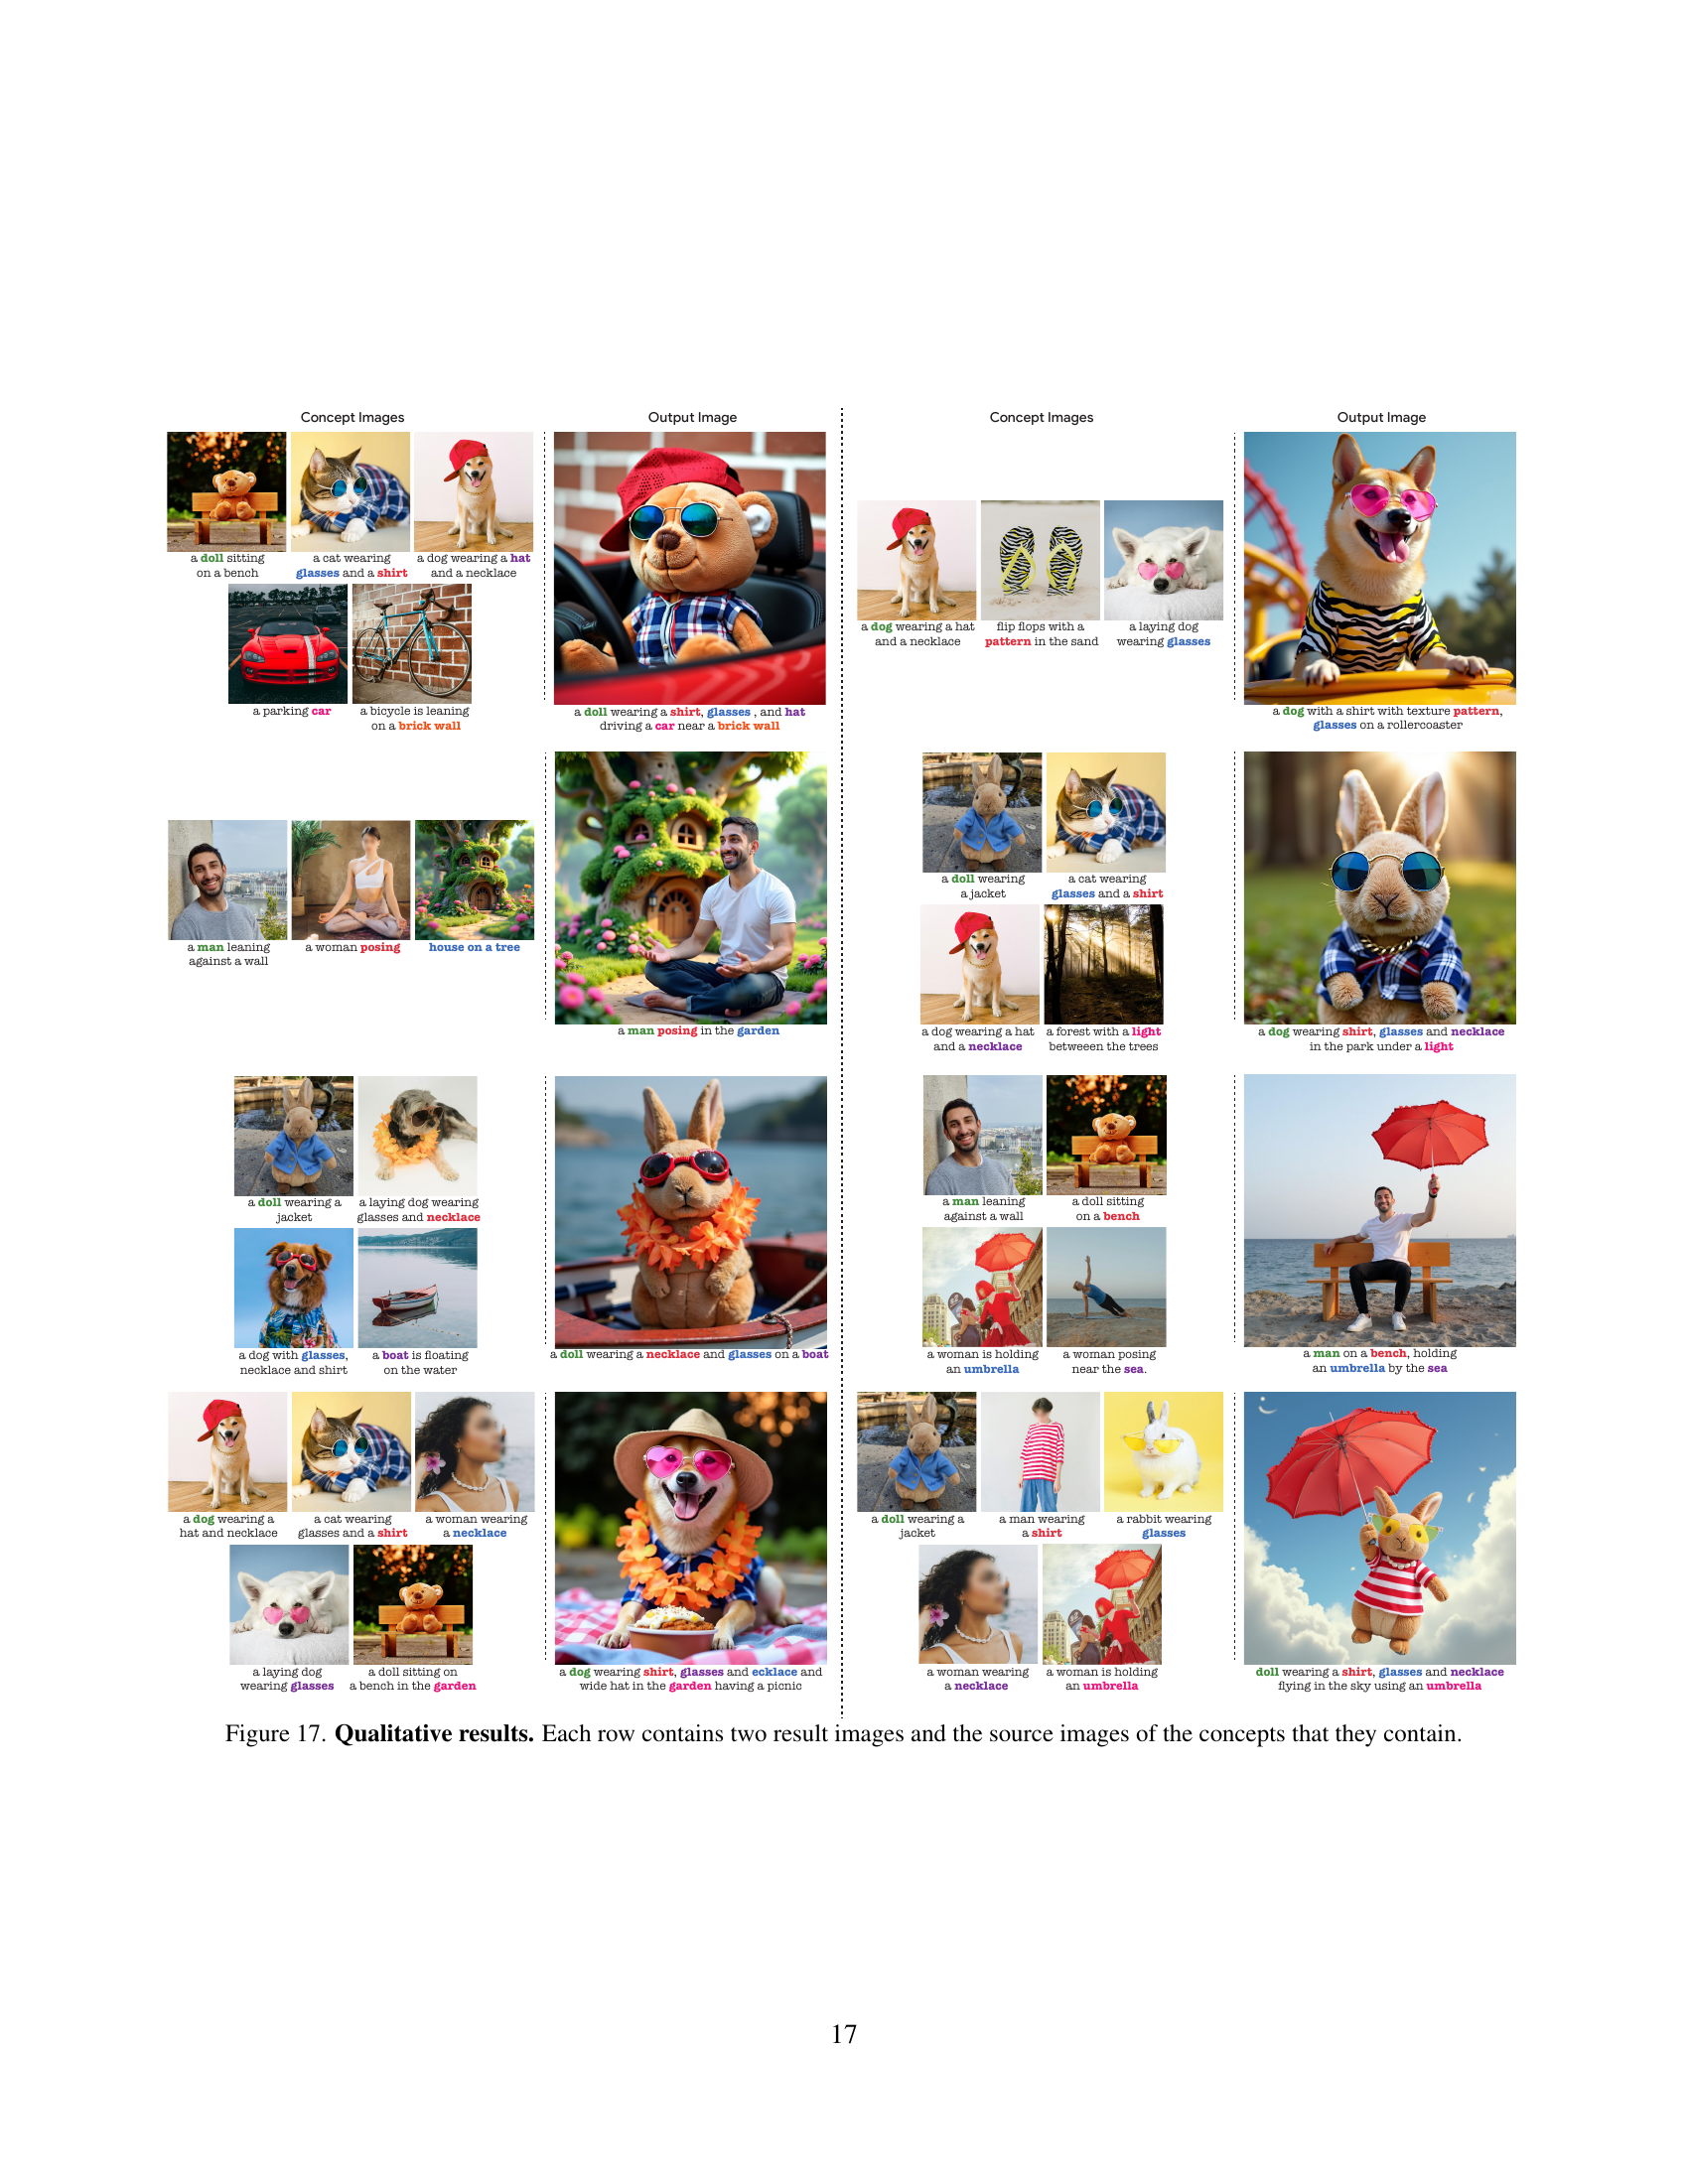 Concept Images
Output Image
a doll sitting
on a bench
a cat wearing
glasses and a shirt
a dog wearing a hat
and a necklace
a parking car
a bicycle is leaning
on a brick wall
a doll wearing a shirt, glasses , and hat
driving a car near a brick wall
Concept Images
Output Image
a dog wearing a hat
and a necklace
flip flops with a
pattern in the sand
a laying dog
wearing glasses
a dog with a shirt with texture pattern,
glasses on a rollercoaster
a man leaning
against a wall
a woman posing
house on a tree
a man posing in the garden
a doll wearing
a jacket
a cat wearing
glasses and a shirt
a dog wearing a hat
and a necklace
a forest with a light
betweeen the trees
a dog wearing shirt, glasses and necklace
in the park under a light
a doll wearing a
jacket
a laying dog wearing
glasses and necklace
a dog with glasses,
necklace and shirt
a boat is floating
on the water
a doll wearing a necklace and glasses on a boat
a man leaning
against a wall
a doll sitting
on a bench
a woman is holding
an umbrella
a woman posing
near the sea.
a man on a bench, holding
an umbrella by the sea
a dog wearing a
hat and necklace
a cat wearing
glasses and a shirt
a woman wearing
a necklace
a laying dog
wearing glasses
a doll sitting on
a bench in the garden
a dog wearing shirt, glasses and ecklace and
wide hat in the garden having a picnic
a doll wearing a
jacket
a man wearing
a shirt
a rabbit wearing
glasses
a woman wearing
a necklace
a woman is holding
an umbrella
doll wearing a shirt, glasses and necklace
flying in the sky using an umbrella
Figure 17. Qualitative results. Each row contains two result images and the source images of the concepts that they contain.
17